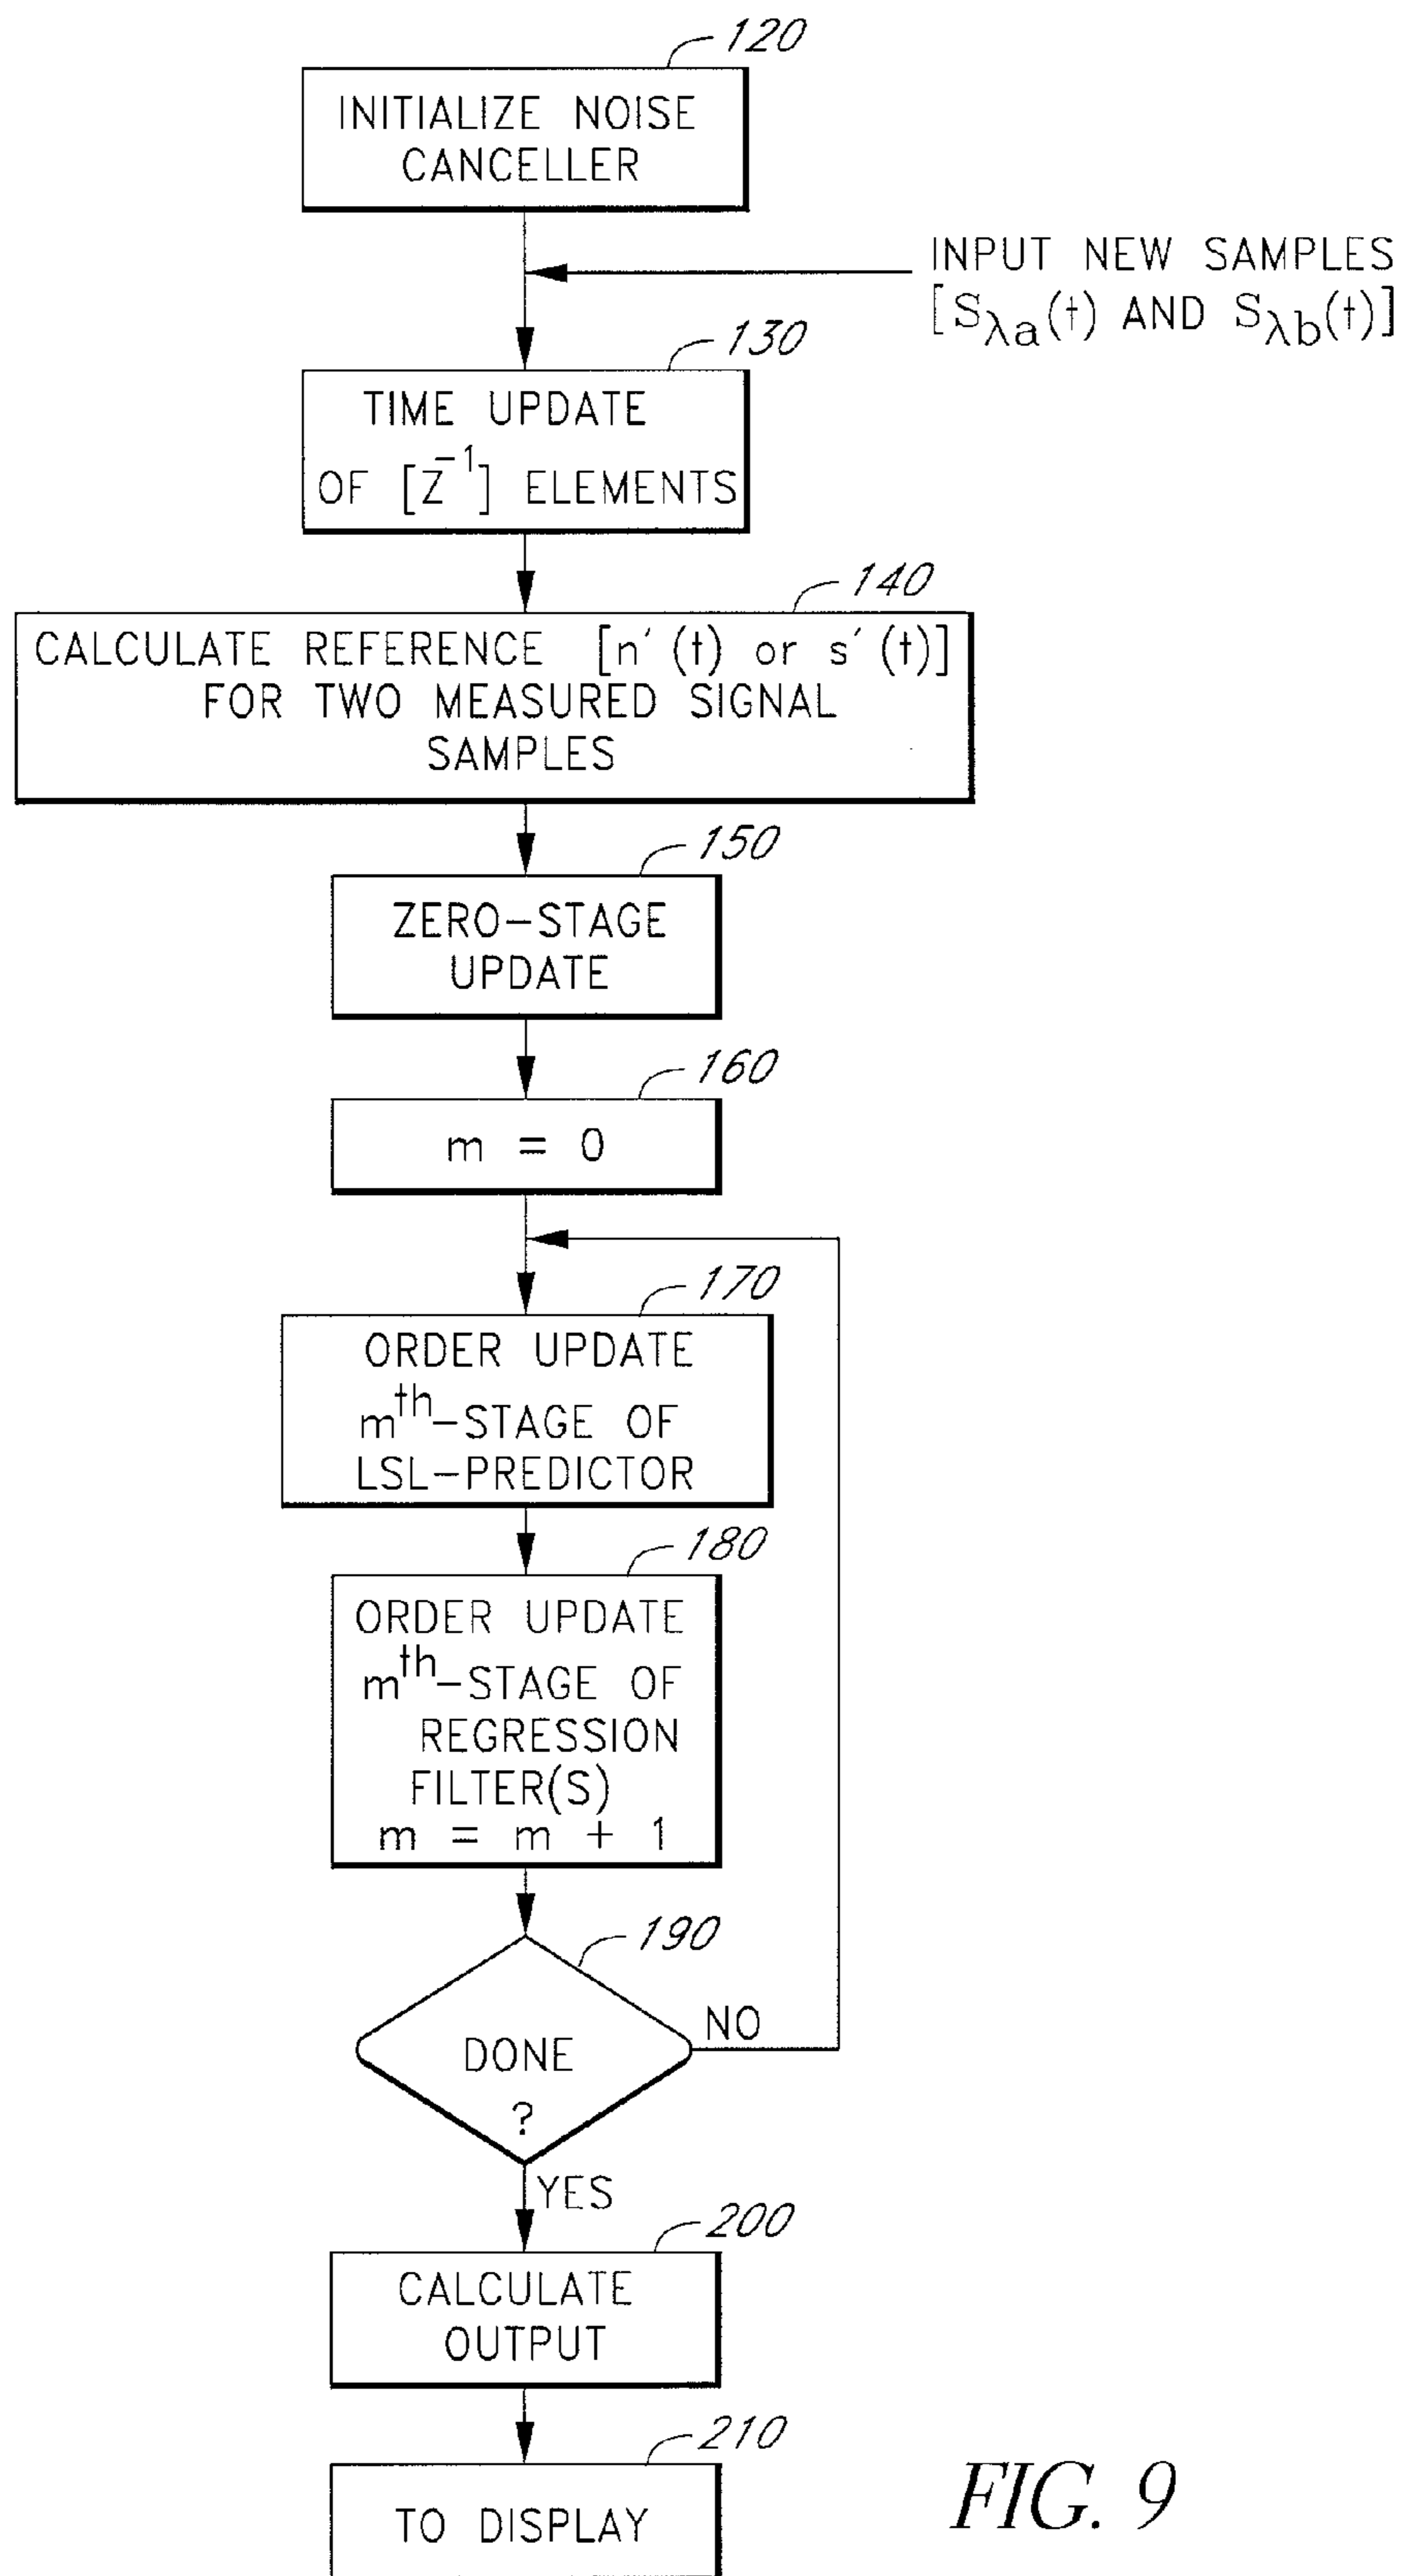 120
INITIALIZE NOISE
CANCELLER
INPUT NEW SAMPLES
[Sλa(t) AND Sλb(t)]
130
TIME UPDATE
OF [Z⁻¹] ELEMENTS
140
CALCULATE REFERENCE [n′(t) or s′(t)]
FOR TWO MEASURED SIGNAL
SAMPLES
150
ZERO-STAGE
UPDATE
160
m = 0
170
ORDER UPDATE
mᵗʰ-STAGE OF
LSL-PREDICTOR
180
ORDER UPDATE
mᵗʰ-STAGE OF
REGRESSION
FILTER(S)
m = m + 1
190
DONE
?
NO
YES
200
CALCULATE
OUTPUT
210
TO DISPLAY
FIG. 9